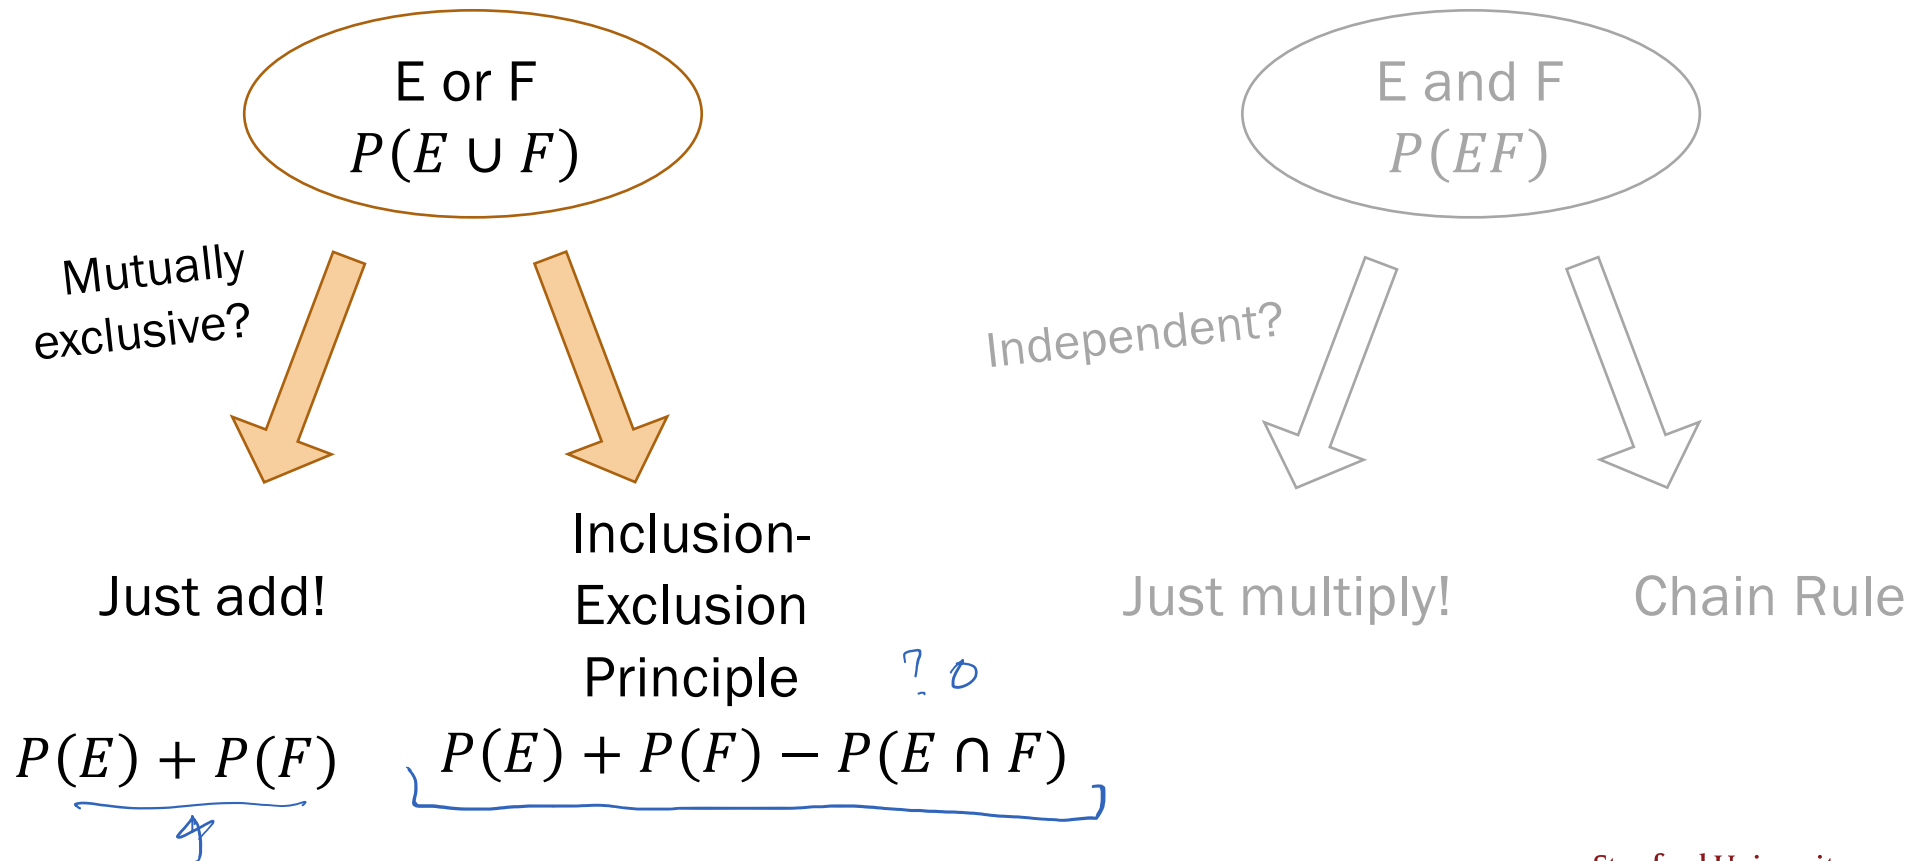 E or F
P(E ∪ F)
Mutually
exclusive?
Just add!
Inclusion-
Exclusion
Principle
? 0
P(E) + P(F)
P(E) + P(F) − P(E ∩ F)
E and F
P(EF)
Independent?
Just multiply!
Chain Rule